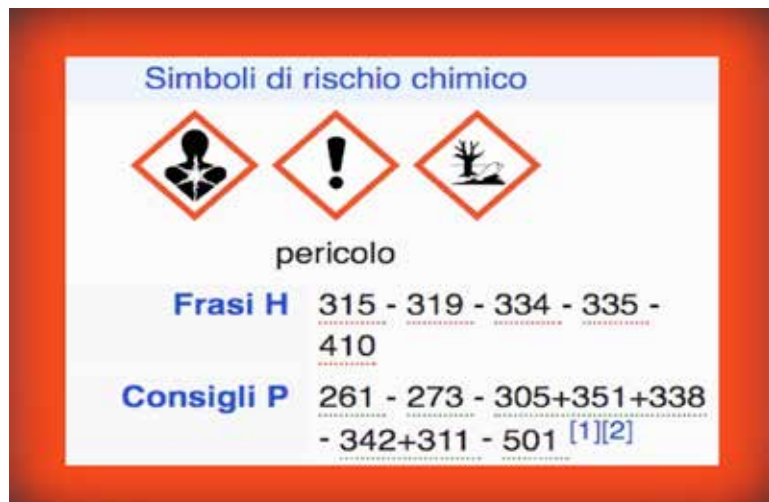 Simboli di rischio chimico
pericolo
Frasi H 315 - 319 - 334 - 335 -
410
Consigli P 261 - 273 - 305+351+338
- 342+311 - 501 [1][2]